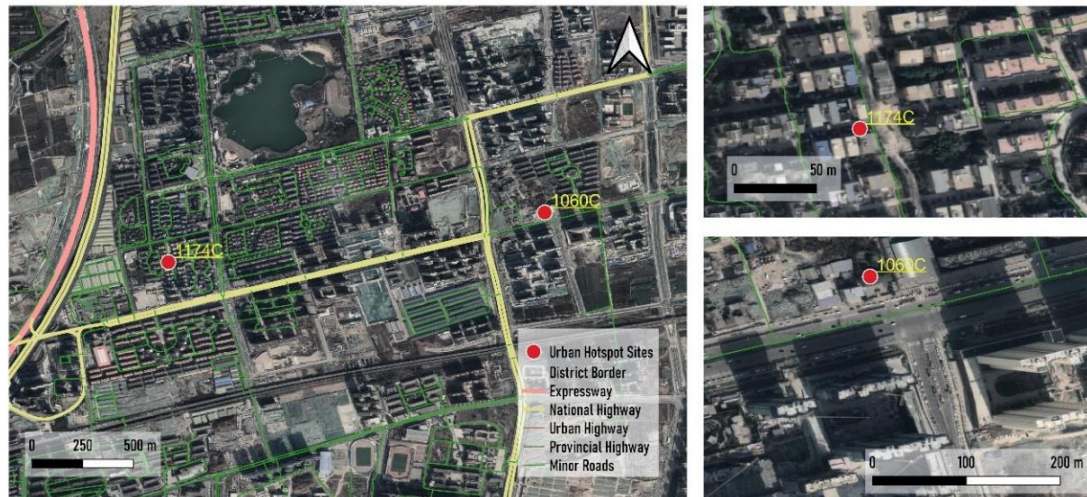 1174C
1060C
Urban Hotspot Sites
District Border
Expressway
National Highway
Urban Highway
Provincial Highway
Minor Roads
0 250 500 m
1174C
0 50 m
1060C
0 100 200 m